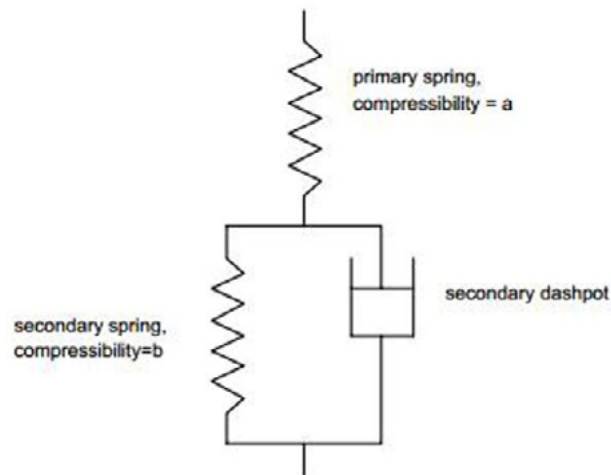 primary spring,
compressibility = a
secondary dashpot
secondary spring,
compressibility=b